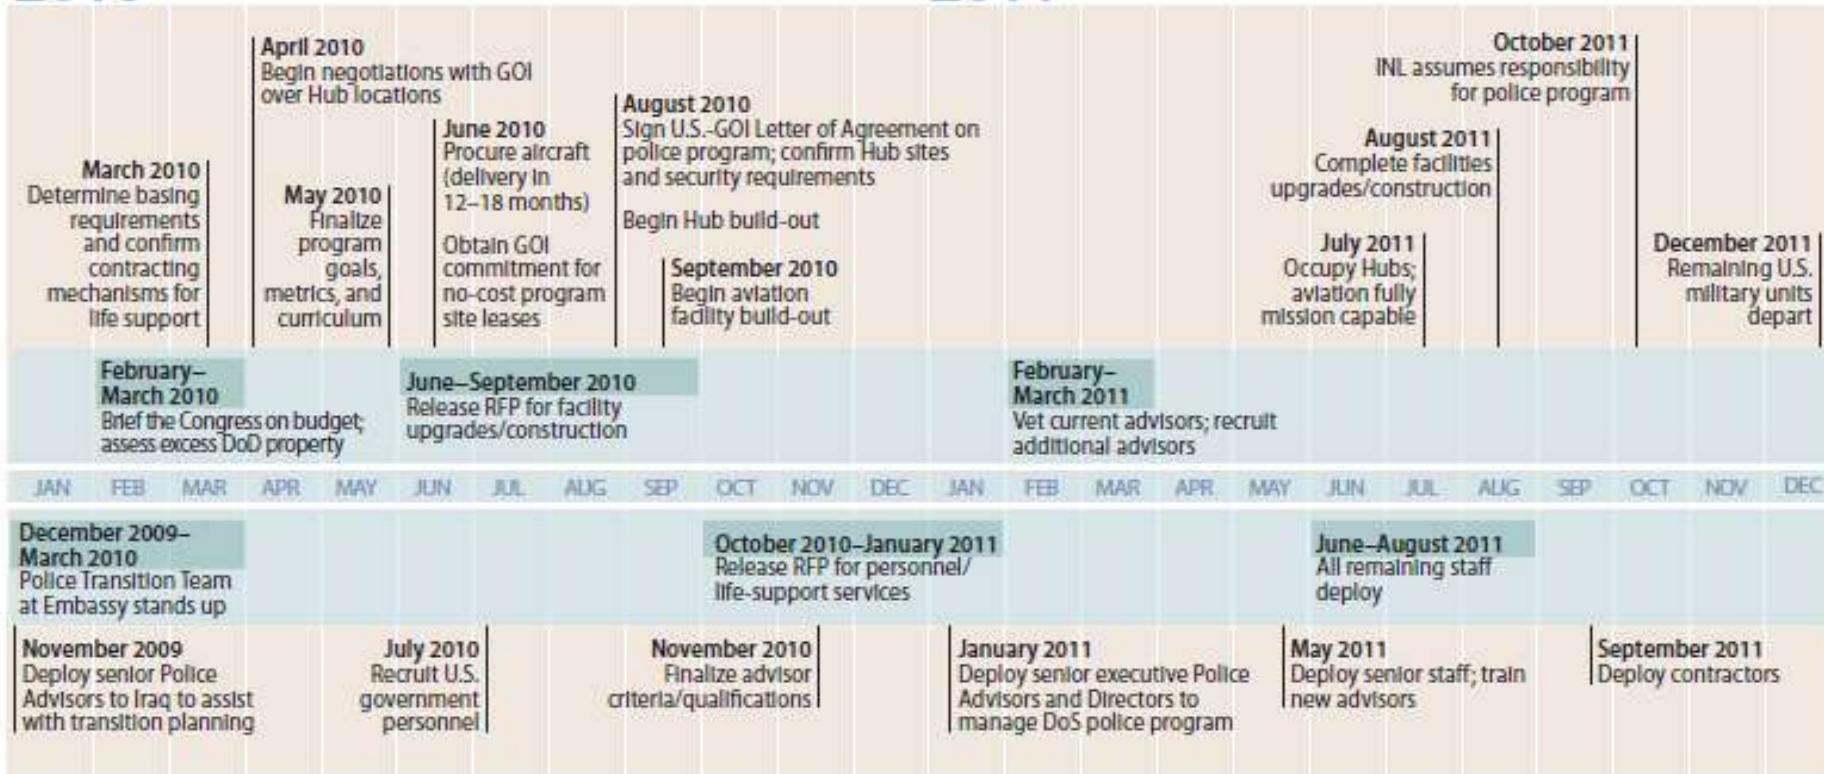 April 2010
Begin negotiations with GOI
over Hub locations
October 2011
INL assumes responsibility
for police program
August 2010
Sign U.S.-GOI Letter of Agreement on
police program; confirm Hub sites
and security requirements
Begin Hub build-out
June 2010
Procure aircraft
(delivery in
12–18 months)
Obtain GOI
commitment for
no-cost program
site leases
August 2011
Complete facilities
upgrades/construction
March 2010
Determine basing
requirements
and confirm
contracting
mechanisms for
life support
May 2010
Finalize
program
goals,
metrics, and
curriculum
September 2010
Begin aviation
facility build-out
July 2011
Occupy Hubs;
aviation fully
mission capable
December 2011
Remaining U.S.
military units
depart
February–
March 2010
Brief the Congress on budget;
assess excess DoD property
June–September 2010
Release RFP for facility
upgrades/construction
February–
March 2011
Vet current advisors; recruit
additional advisors
JAN FEB MAR APR MAY JUN JUL AUG SEP OCT NOV DEC JAN FEB MAR APR MAY JUN JUL AUG SEP OCT NOV DEC
December 2009–
March 2010
Police Transition Team
at Embassy stands up
October 2010–January 2011
Release RFP for personnel/
life-support services
June–August 2011
All remaining staff
deploy
November 2009
Deploy senior Police
Advisors to Iraq to assist
with transition planning
July 2010
Recruit U.S.
government
personnel
November 2010
Finalize advisor
criteria/qualifications
January 2011
Deploy senior executive Police
Advisors and Directors to
manage DoS police program
May 2011
Deploy senior staff; train
new advisors
September 2011
Deploy contractors